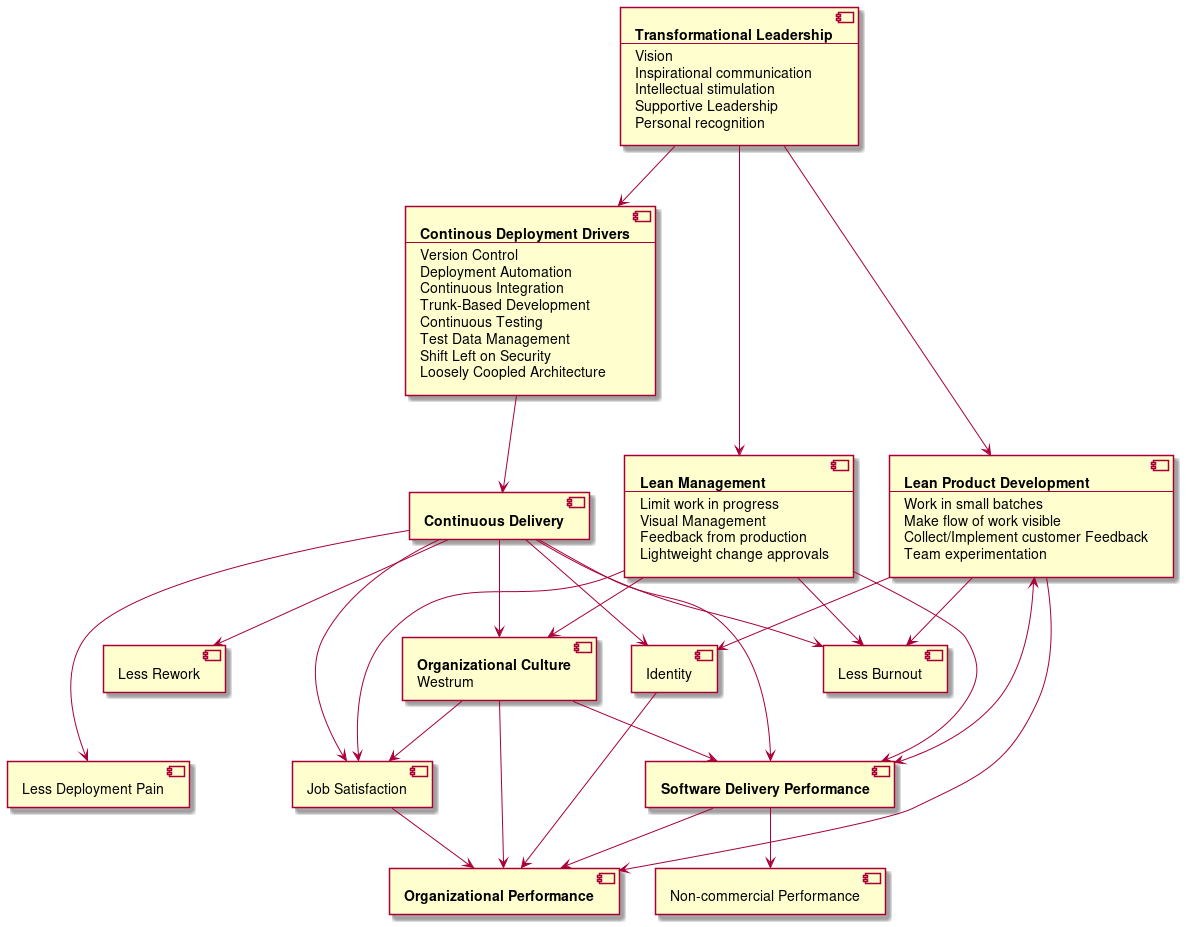 Transformational Leadership
Vision
Inspirational communication
Intellectual stimulation
Supportive Leadership
Personal recognition
Continous Deployment Drivers
Version Control
Deployment Automation
Continuous Integration
Trunk-Based Development
Continuous Testing
Test Data Management
Shift Left on Security
Loosely Coopled Architecture
Lean Management
Limit work in progress
Visual Management
Feedback from production
Lightweight change approvals
Lean Product Development
Work in small batches
Make flow of work visible
Collect/Implement customer Feedback
Team experimentation
Continuous Delivery
Less Rework
Organizational Culture
Westrum
Identity
Less Burnout
Less Deployment Pain
Job Satisfaction
Software Delivery Performance
Organizational Performance
Non-commercial Performance